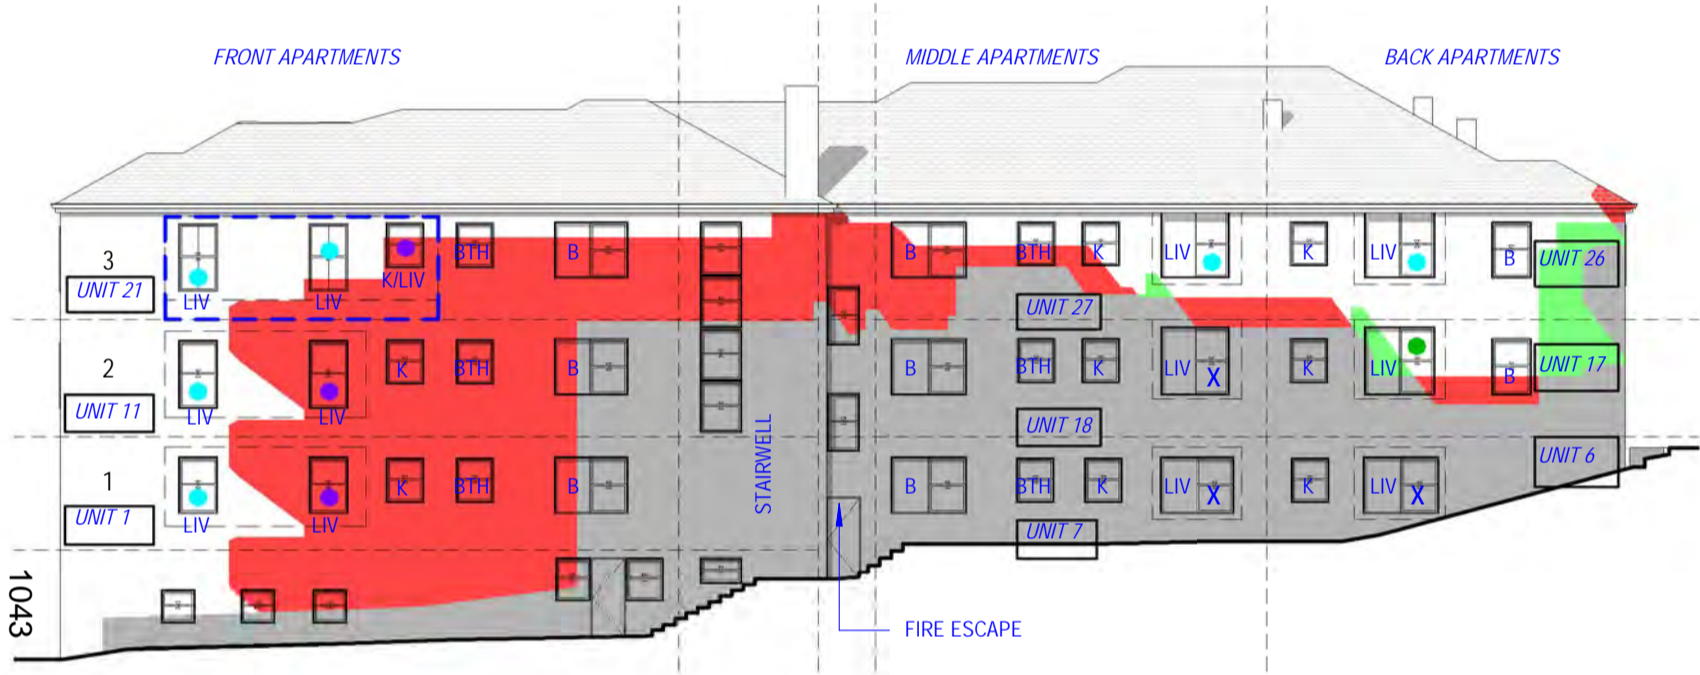 FRONT APARTMENTS
MIDDLE APARTMENTS
BACK APARTMENTS
3
BTH
B
B
BTH
K
LIV
K
LIV
B
UNIT 26
UNIT 21
LIV
LIV
K/LIV
UNIT 27
2
K
BTH
B
B
BTH
K
LIV
X
K
LIV
B
UNIT 17
UNIT 11
LIV
LIV
UNIT 18
STAIRWELL
UNIT 6
1
K
BTH
B
B
BTH
K
LIV
X
K
LIV
X
UNIT 1
LIV
LIV
UNIT 7
1043
FIRE ESCAPE